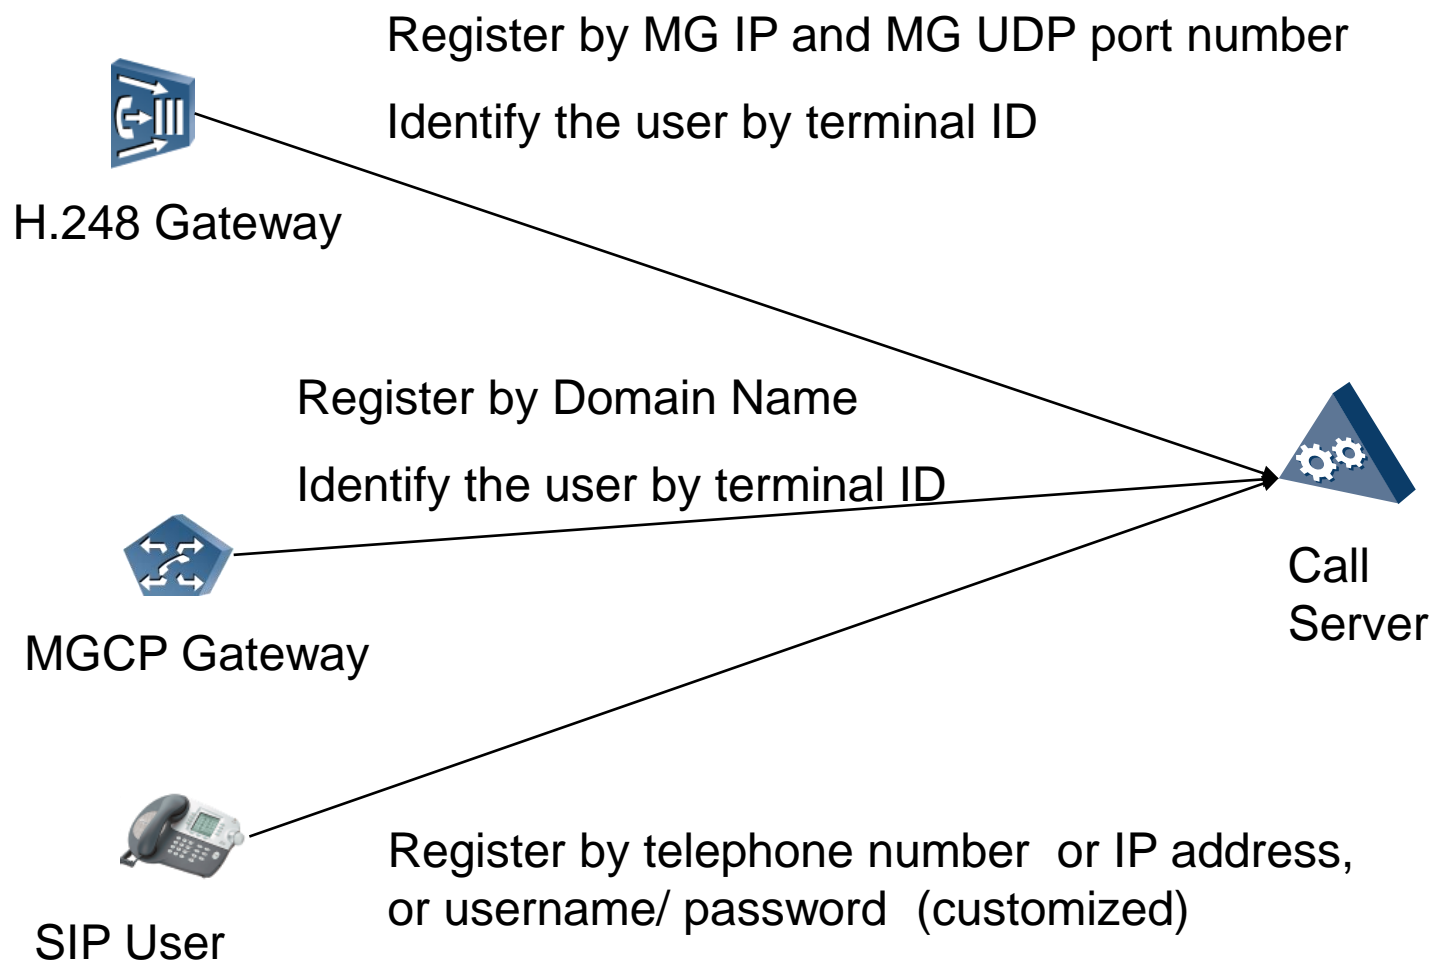 Register by MG IP and MG UDP port number
Identify the user by terminal ID
H.248 Gateway
Register by Domain Name
Identify the user by terminal ID
MGCP Gateway
Call
Server
Register by telephone number or IP address,
or username/ password (customized)
SIP User